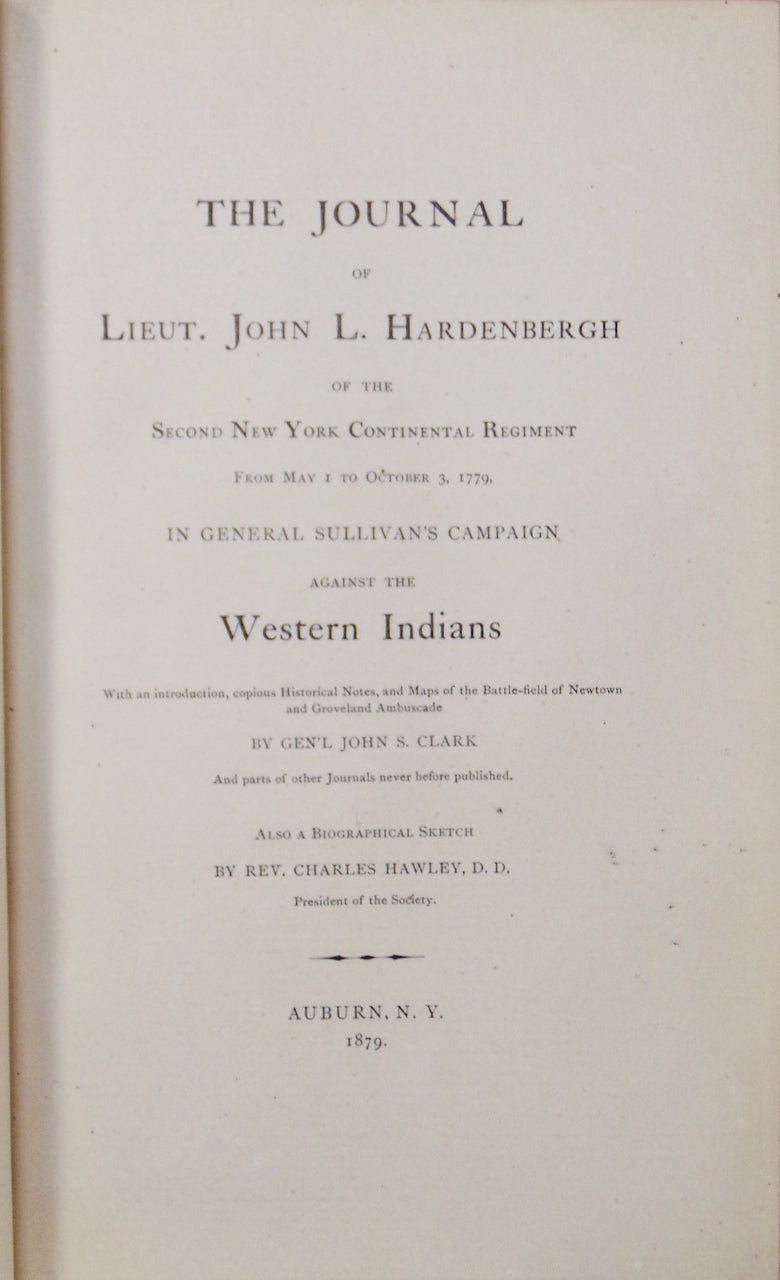 THE JOURNAL
OF
LIEUT. JOHN L. HARDENBERGH
OF THE
SECOND NEW YORK CONTINENTAL REGIMENT
FROM MAY 1 TO OCTOBER 3, 1779,
IN GENERAL SULLIVAN'S CAMPAIGN
AGAINST THE
Western Indians
With an introduction, copious Historical Notes, and Maps of the Battle-field of Newtown
and Groveland Ambuscade
BY GEN'L JOHN S. CLARK
And parts of other Journals never before published.
ALSO A BIOGRAPHICAL SKETCH
BY REV. CHARLES HAWLEY, D. D.
President of the Society.
AUBURN, N. Y.
1879.